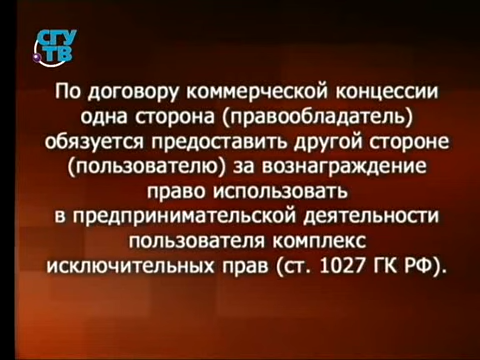 СГУ
ТВ
По договору коммерческой концессии
одна сторона (правообладатель)
обязуется предоставить другой стороне
(пользователю) за вознаграждение
право использовать
в предпринимательской деятельности
пользователя комплекс
исключительных прав (ст. 1027 ГК РФ).